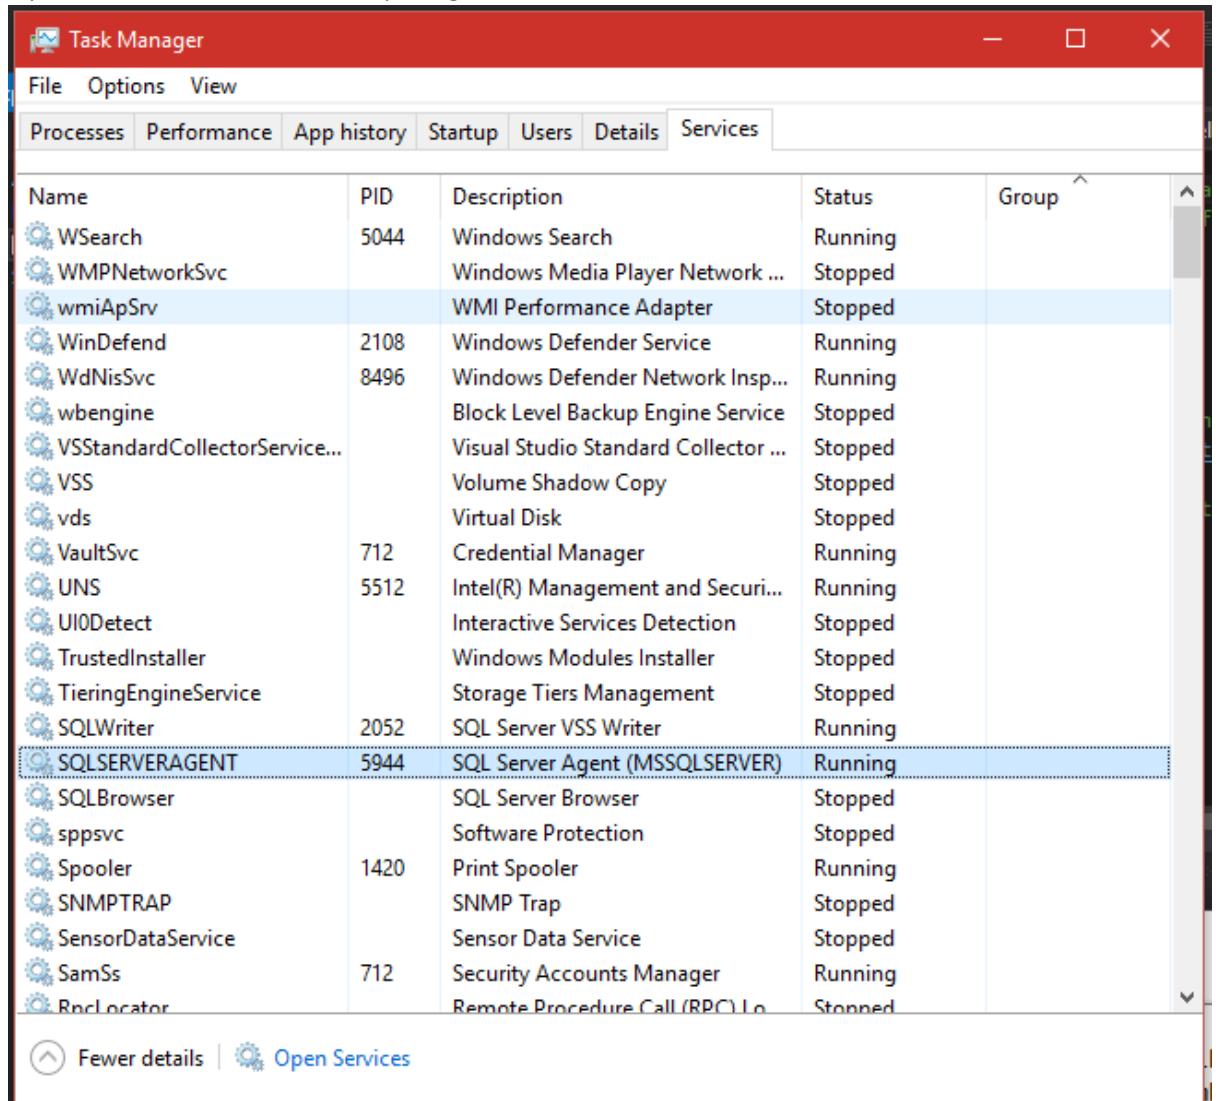 Task Manager
File Options View
Processes Performance App history Startup Users Details Services
Name PID Description Status Group
WSearch 5044 Windows Search Running
WMPNetworkSvc Windows Media Player Network ... Stopped
wmiApSrv WMI Performance Adapter Stopped
WinDefend 2108 Windows Defender Service Running
WdNisSvc 8496 Windows Defender Network Insp... Running
wbengine Block Level Backup Engine Service Stopped
VSStandardCollectorService... Visual Studio Standard Collector ... Stopped
VSS Volume Shadow Copy Stopped
vds Virtual Disk Stopped
VaultSvc 712 Credential Manager Running
UNS 5512 Intel(R) Management and Securi... Running
UI0Detect Interactive Services Detection Stopped
TrustedInstaller Windows Modules Installer Stopped
TieringEngineService Storage Tiers Management Stopped
SQLWriter 2052 SQL Server VSS Writer Running
SQLSERVERAGENT 5944 SQL Server Agent (MSSQLSERVER) Running
SQLBrowser SQL Server Browser Stopped
sppsvc Software Protection Stopped
Spooler 1420 Print Spooler Running
SNMPTRAP SNMP Trap Stopped
SensorDataService Sensor Data Service Stopped
SamSs 712 Security Accounts Manager Running
RpcLocator Remote Procedure Call (RPC) Lo... Stopped
Fewer details Open Services